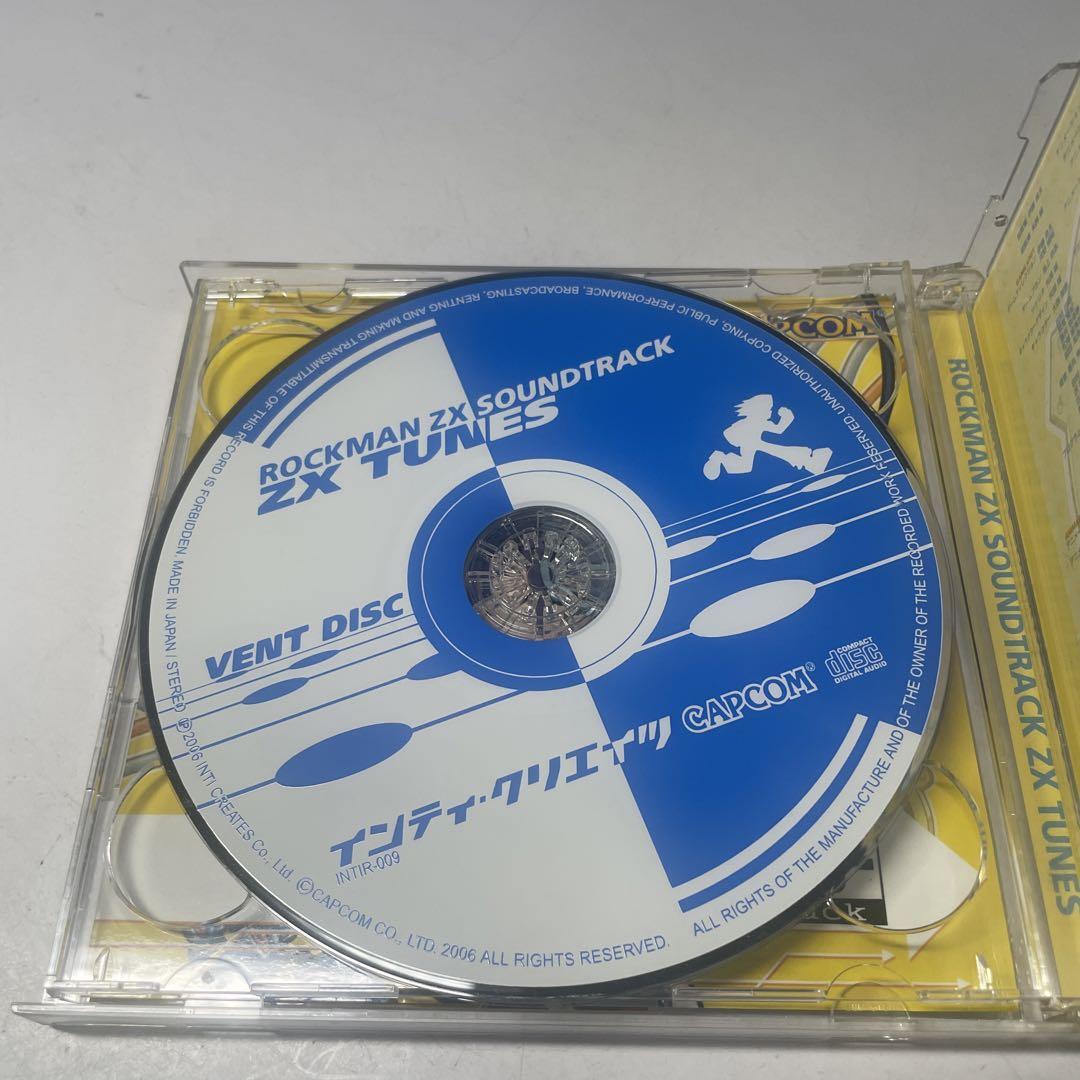 ROCKMAN ZX SOUNDTRACK
ZX TUNES
VENT DISC
インティ・クリエイツ CAPCOM®
COMPACT
disc
DIGITAL AUDIO
INTIR-009
ALL RIGHTS OF THE MANUFACTURE AND OF THE OWNER OF THE RECORDED WORK RESERVED. UNAUTHORIZED COPYING, PUBLIC PERFORMANCE, BROADCASTING, RENTING AND MAKING TRANSMITTABLE OF THIS RECORD IS FORBIDDEN. MADE IN JAPAN / STEREO ℗2006 INTI CREATES Co., Ltd. ©CAPCOM CO., LTD. 2006 ALL RIGHTS RESERVED.
PCOM®
ROCKMAN ZX SOUNDTRACK ZX TUNES